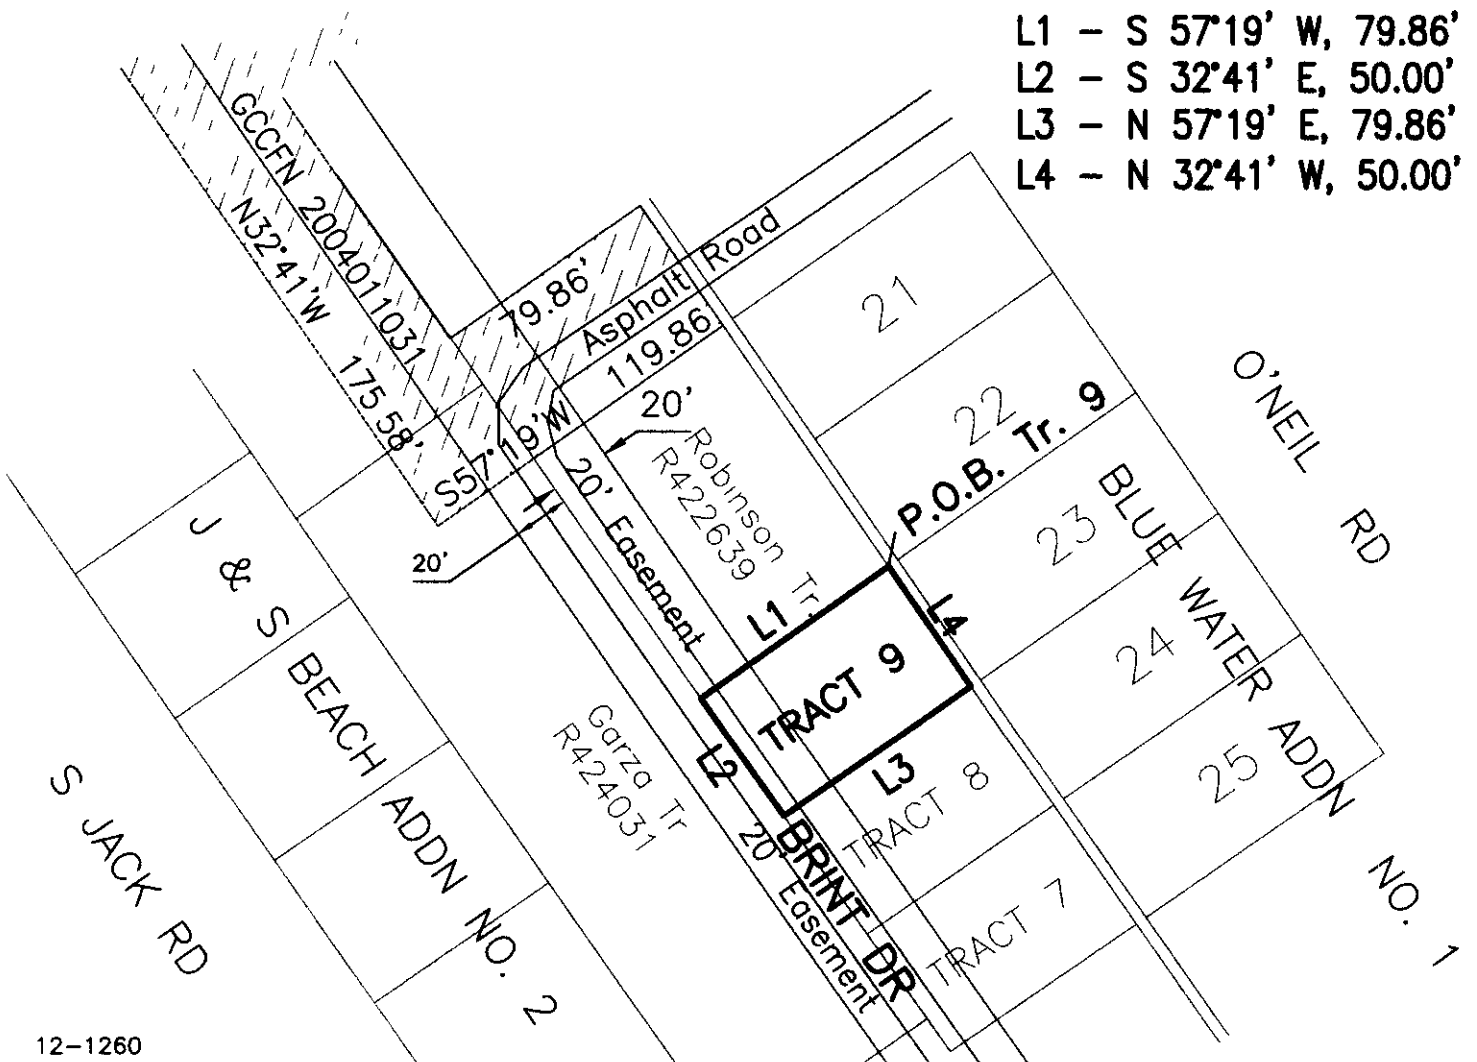 L1 – S 57°19' W, 79.86'
L2 – S 32°41' E, 50.00'
L3 – N 57°19' E, 79.86'
L4 – N 32°41' W, 50.00'
GCCFN 2004011031
N32°41'W 175.58'
79.86'
Asphalt Road
119.86'
S57°19'W
20'
20' Easement
Robinson Tr.
R422639
20'
21
22
P.O.B. Tr. 9
23
24
25
O'NEIL RD
BLUE WATER ADDN NO. 1
L1
L4
TRACT 9
L2
L3
TRACT 8
TRACT 7
BRINT DR
20' Easement
Garza Tr
R424031
J & S BEACH ADDN NO. 2
S JACK RD
12–1260